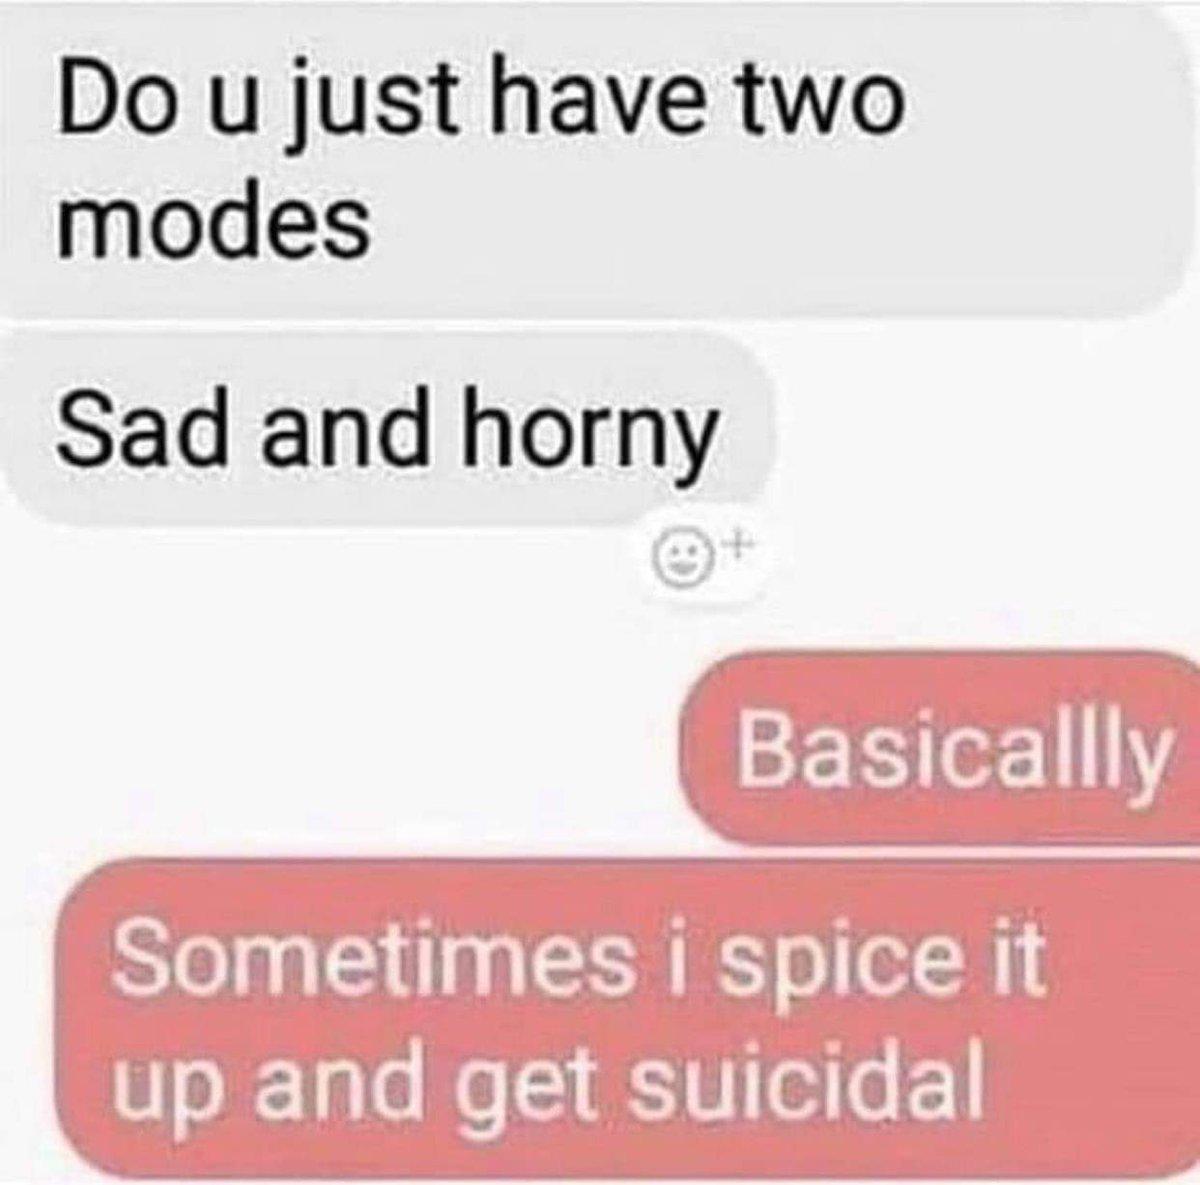 Do u just have two
modes
Sad and horny
Basicallly
Sometimes i spice it
up and get suicidal